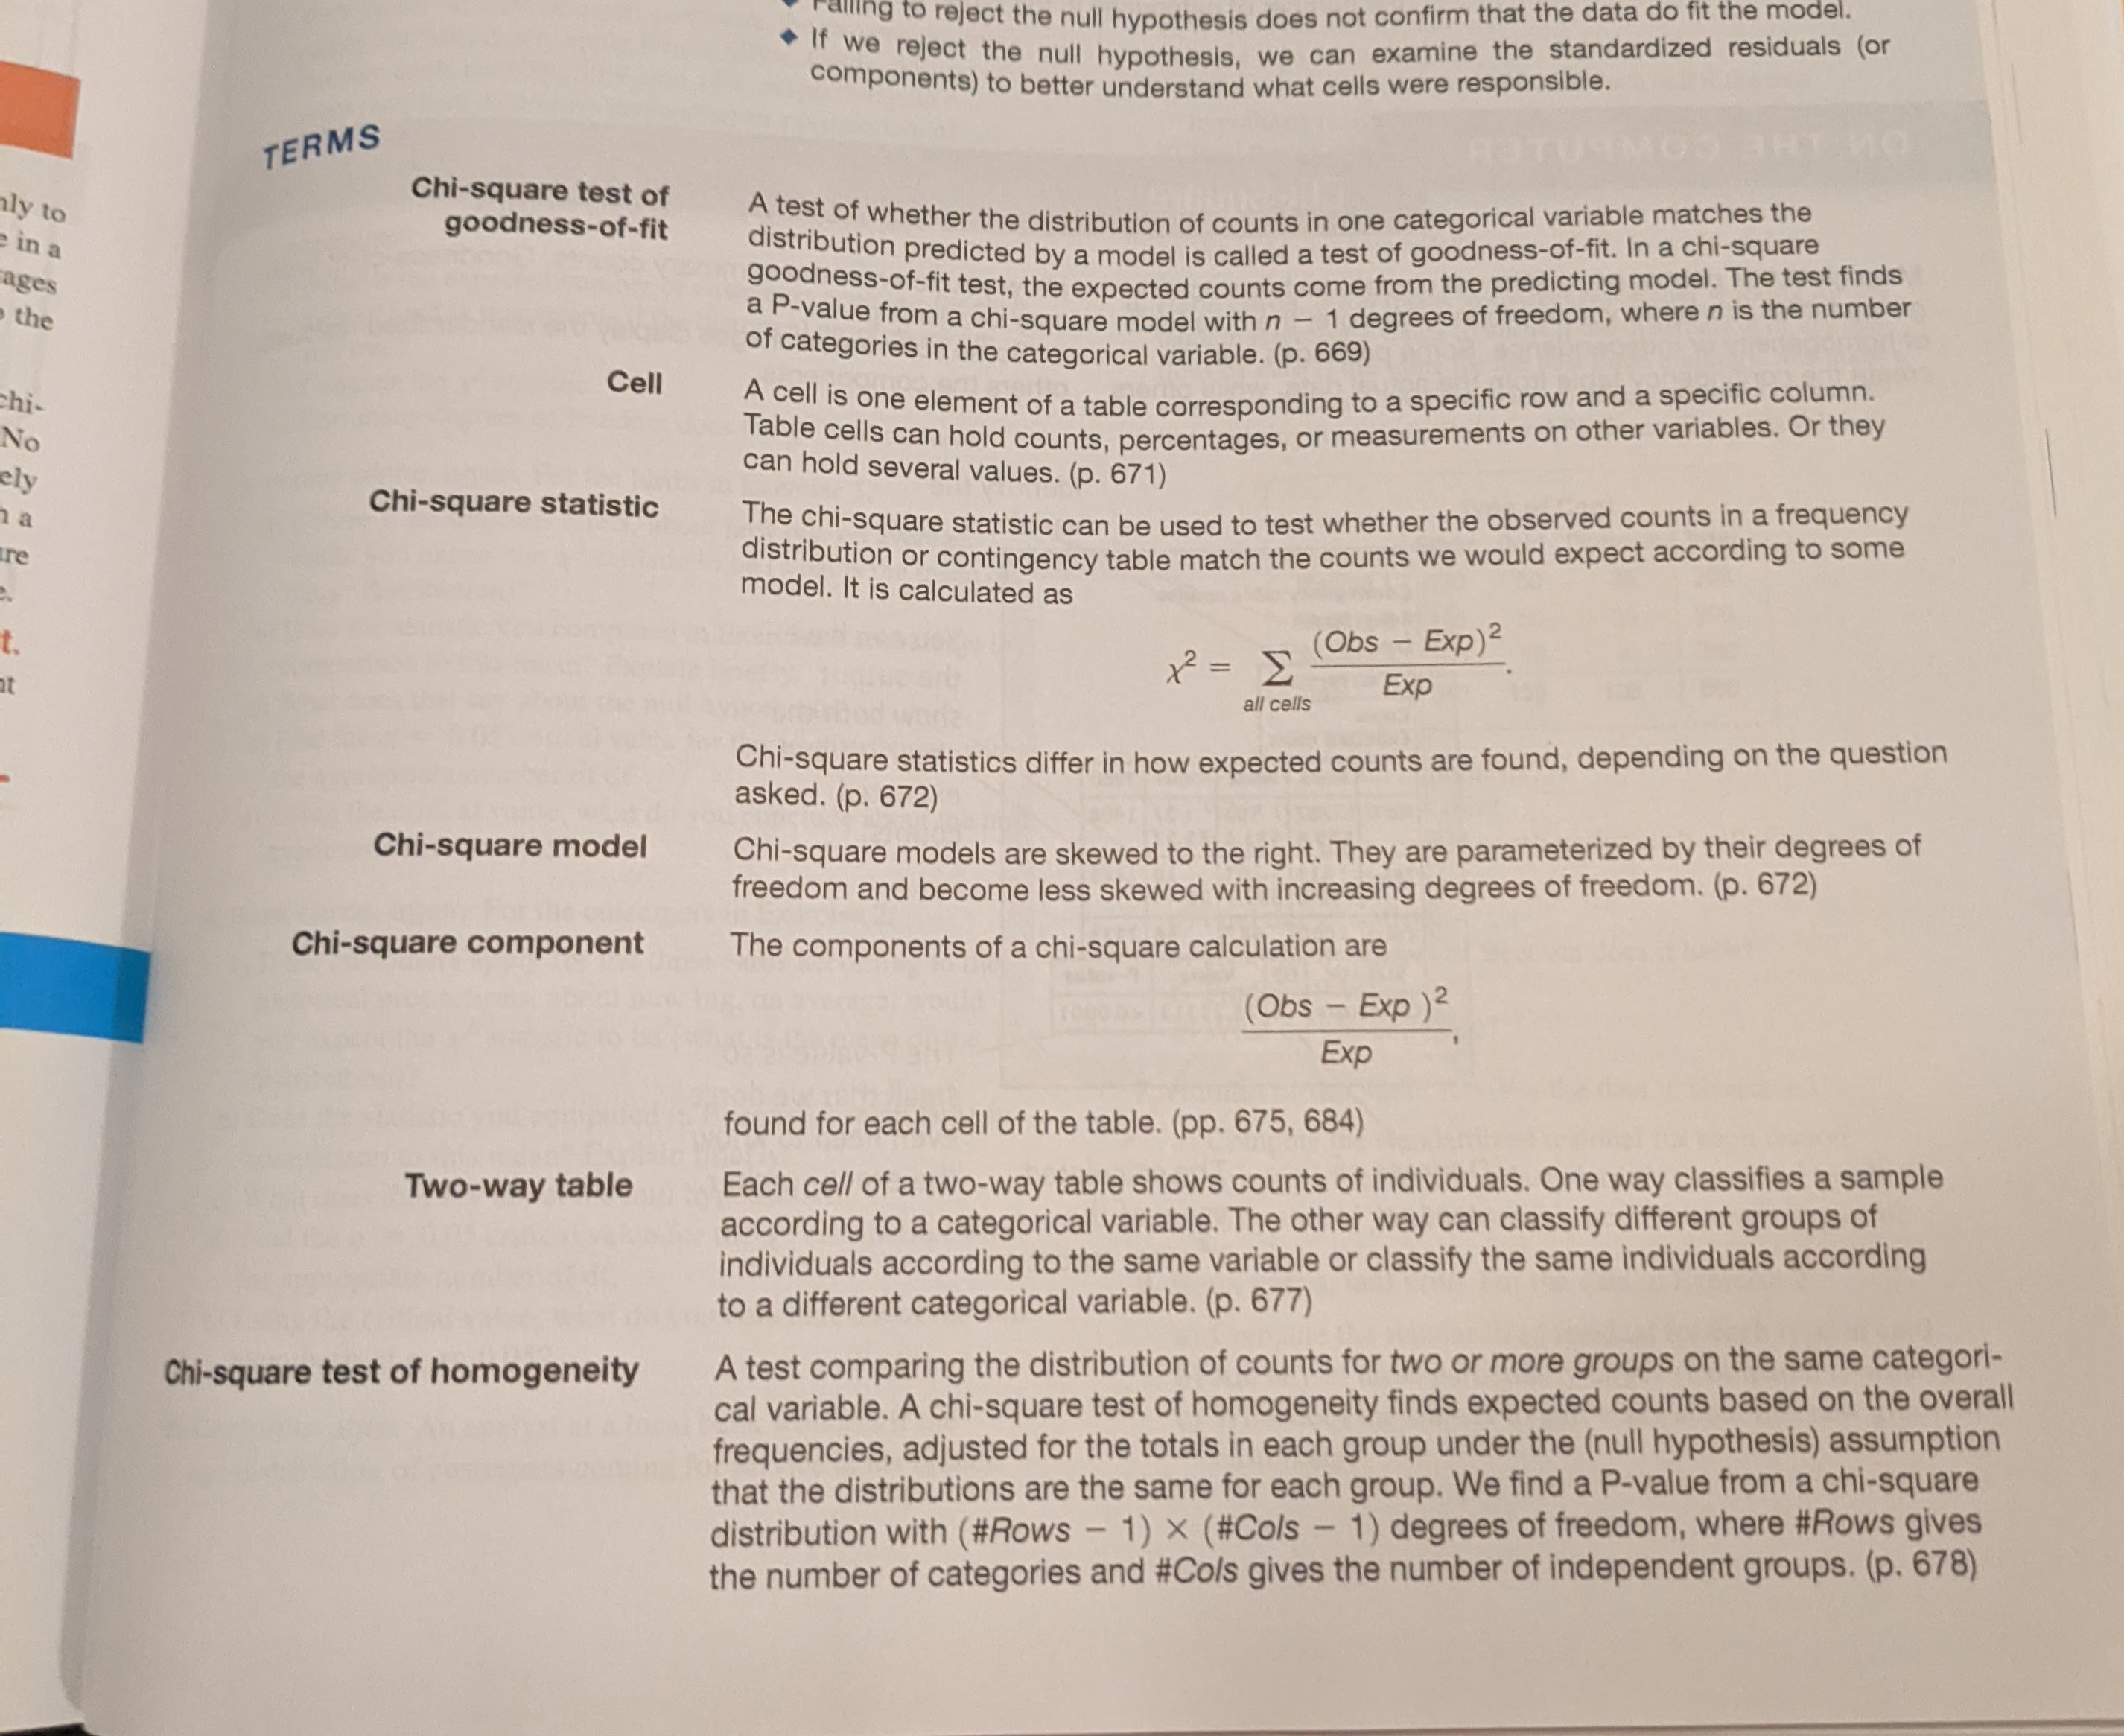 Failing to reject the null hypothesis does not confirm that the data do fit the model.
◆ If we reject the null hypothesis, we can examine the standardized residuals (or
components) to better understand what cells were responsible.
TERMS
Chi-square test of
goodness-of-fit
A test of whether the distribution of counts in one categorical variable matches the
distribution predicted by a model is called a test of goodness-of-fit. In a chi-square
goodness-of-fit test, the expected counts come from the predicting model. The test finds
a P-value from a chi-square model with n − 1 degrees of freedom, where n is the number
of categories in the categorical variable. (p. 669)
Cell
A cell is one element of a table corresponding to a specific row and a specific column.
Table cells can hold counts, percentages, or measurements on other variables. Or they
can hold several values. (p. 671)
Chi-square statistic
The chi-square statistic can be used to test whether the observed counts in a frequency
distribution or contingency table match the counts we would expect according to some
model. It is calculated as
χ² = ∑ (Obs − Exp)² / Exp.
all cells
Chi-square statistics differ in how expected counts are found, depending on the question
asked. (p. 672)
Chi-square model
Chi-square models are skewed to the right. They are parameterized by their degrees of
freedom and become less skewed with increasing degrees of freedom. (p. 672)
Chi-square component
The components of a chi-square calculation are
(Obs − Exp )²
Exp ,
found for each cell of the table. (pp. 675, 684)
Two-way table
Each cell of a two-way table shows counts of individuals. One way classifies a sample
according to a categorical variable. The other way can classify different groups of
individuals according to the same variable or classify the same individuals according
to a different categorical variable. (p. 677)
Chi-square test of homogeneity
A test comparing the distribution of counts for two or more groups on the same categori-
cal variable. A chi-square test of homogeneity finds expected counts based on the overall
frequencies, adjusted for the totals in each group under the (null hypothesis) assumption
that the distributions are the same for each group. We find a P-value from a chi-square
distribution with (#Rows − 1) × (#Cols − 1) degrees of freedom, where #Rows gives
the number of categories and #Cols gives the number of independent groups. (p. 678)